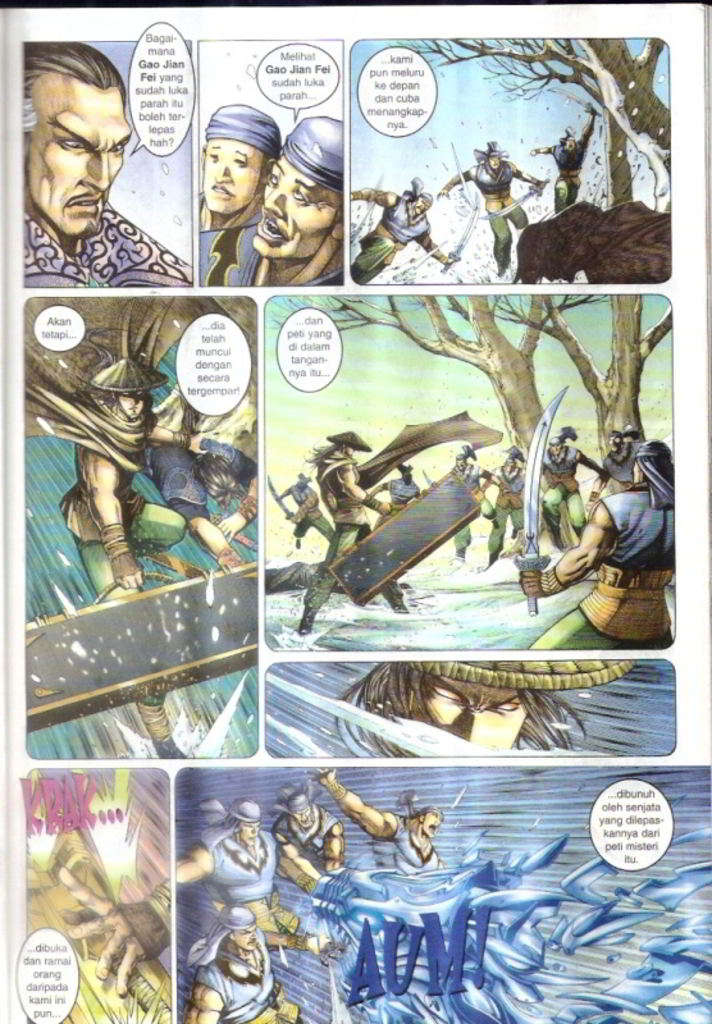 Bagai-
mana
Gao Jian
Fei yang
sudah luka
parah itu
boleh ter-
lepas
hah?
Melihat
Gao Jian Fei
sudah luka
parah...
...kami
pun meluru
ke depan
dan cuba
menangkap-
nya.
Akan
tetapi...
...dia
telah
muncul
dengan
secara
tergempar!
...dan
peti yang
di dalam
tangan-
nya itu...
KRAK...
...dibuka
dan ramai
orang
daripada
kami ini
pun...
...dibunuh
oleh senjata
yang dilepas-
kannya dari
peti misteri
itu.
AUM!